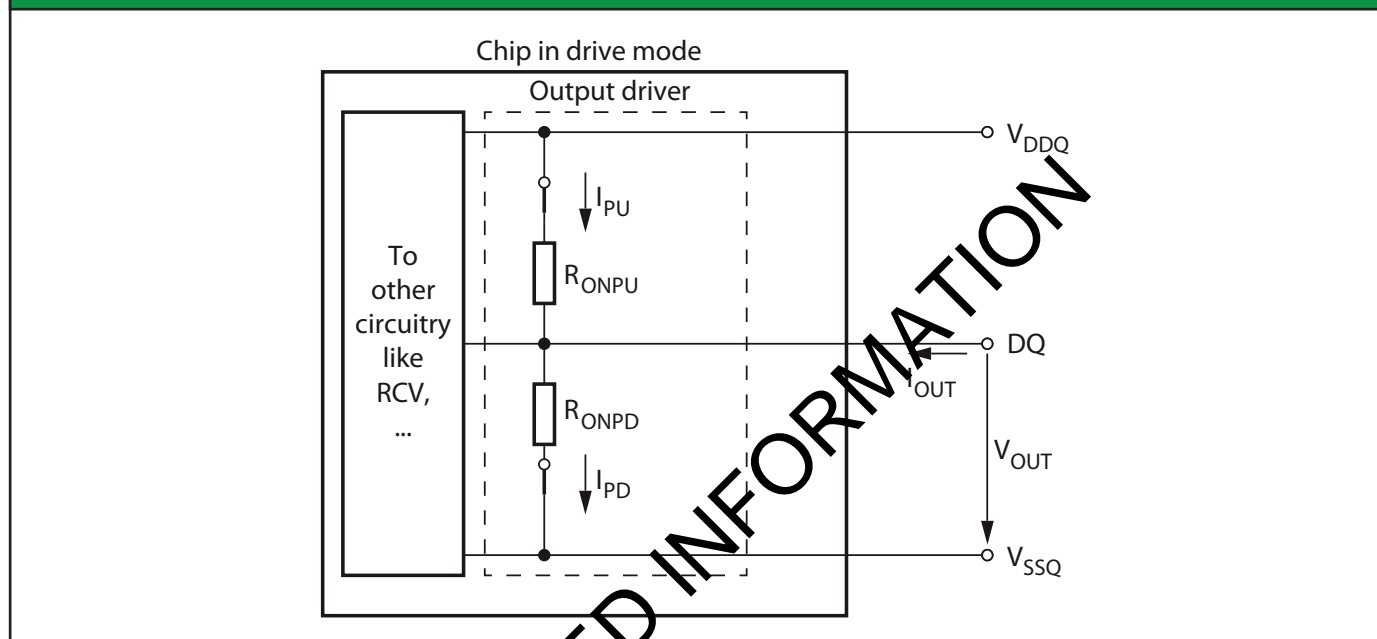 Chip in drive mode
Output driver
V_DDQ
I_PU
To
other
circuitry
like
RCV,
...
R_ONPU
DQ
I_OUT
R_ONPD
V_OUT
I_PD
V_SSQ
ED INFORMATION